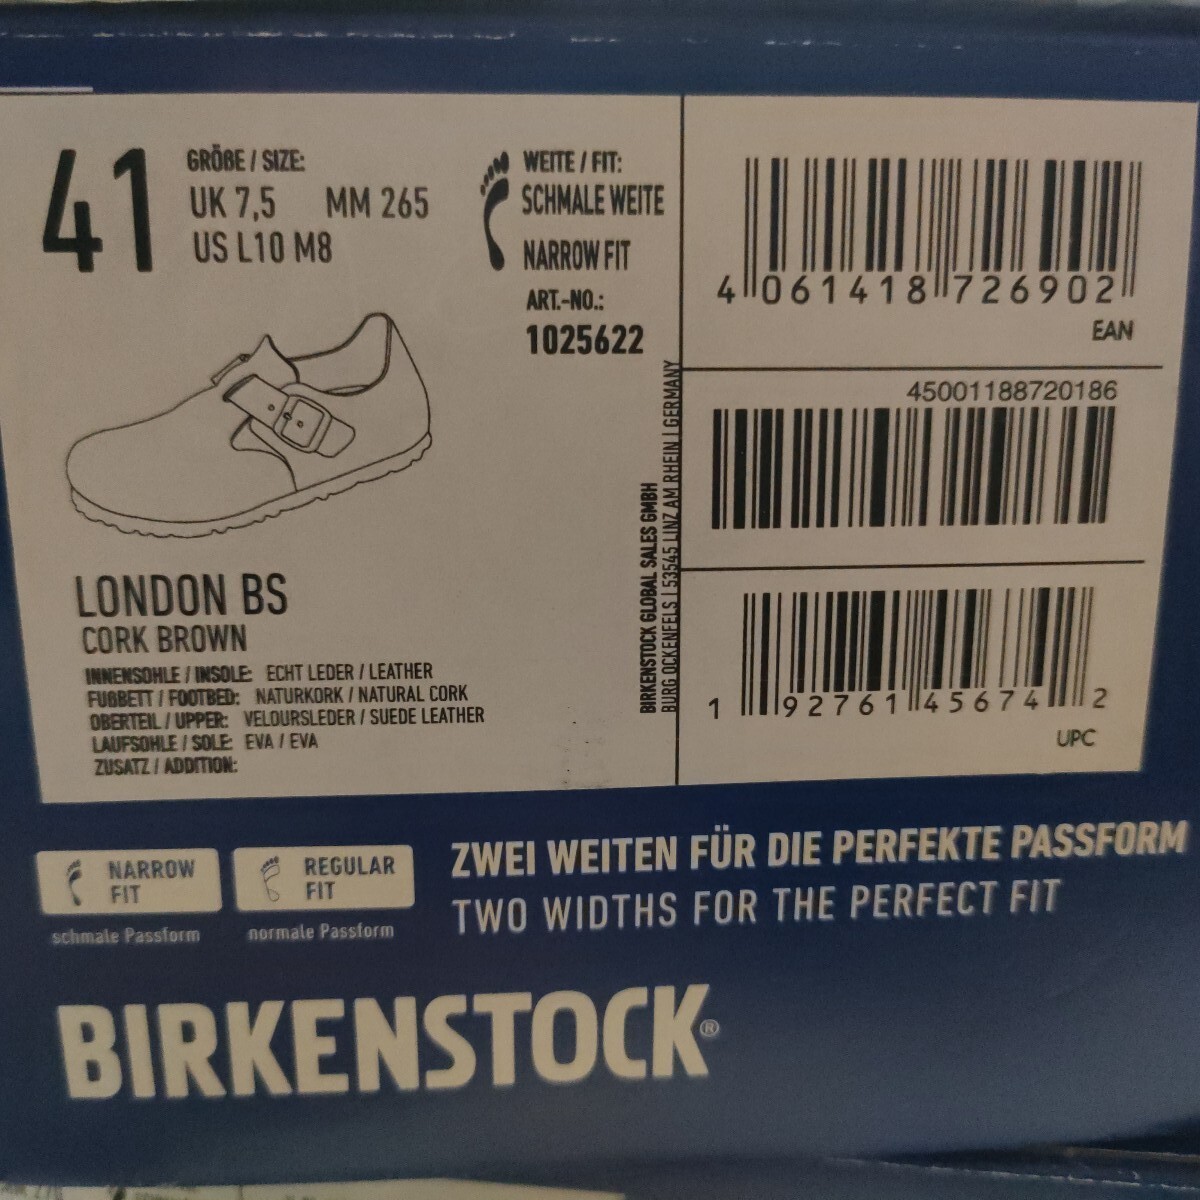 41
GRÖßE / SIZE:
UK 7,5 MM 265
US L10 M8
WEITE / FIT:
SCHMALE WEITE
NARROW FIT
ART.-NO.:
1025622
LONDON BS
CORK BROWN
INNENSOHLE / INSOLE: ECHT LEDER / LEATHER
FUßBETT / FOOTBED: NATURKORK / NATURAL CORK
OBERTEIL / UPPER: VELOURSLEDER / SUEDE LEATHER
LAUFSOHLE / SOLE: EVA / EVA
ZUSATZ / ADDITION:
BIRKENSTOCK GLOBAL SALES GMBH
BURG OCKENFELS | 53545 LINZ AM RHEIN | GERMANY
4 061418 726902
EAN
45001188720186
1 92761 45674 2
UPC
NARROW
FIT
schmale Passform
REGULAR
FIT
normale Passform
ZWEI WEITEN FÜR DIE PERFEKTE PASSFORM
TWO WIDTHS FOR THE PERFECT FIT
BIRKENSTOCK®